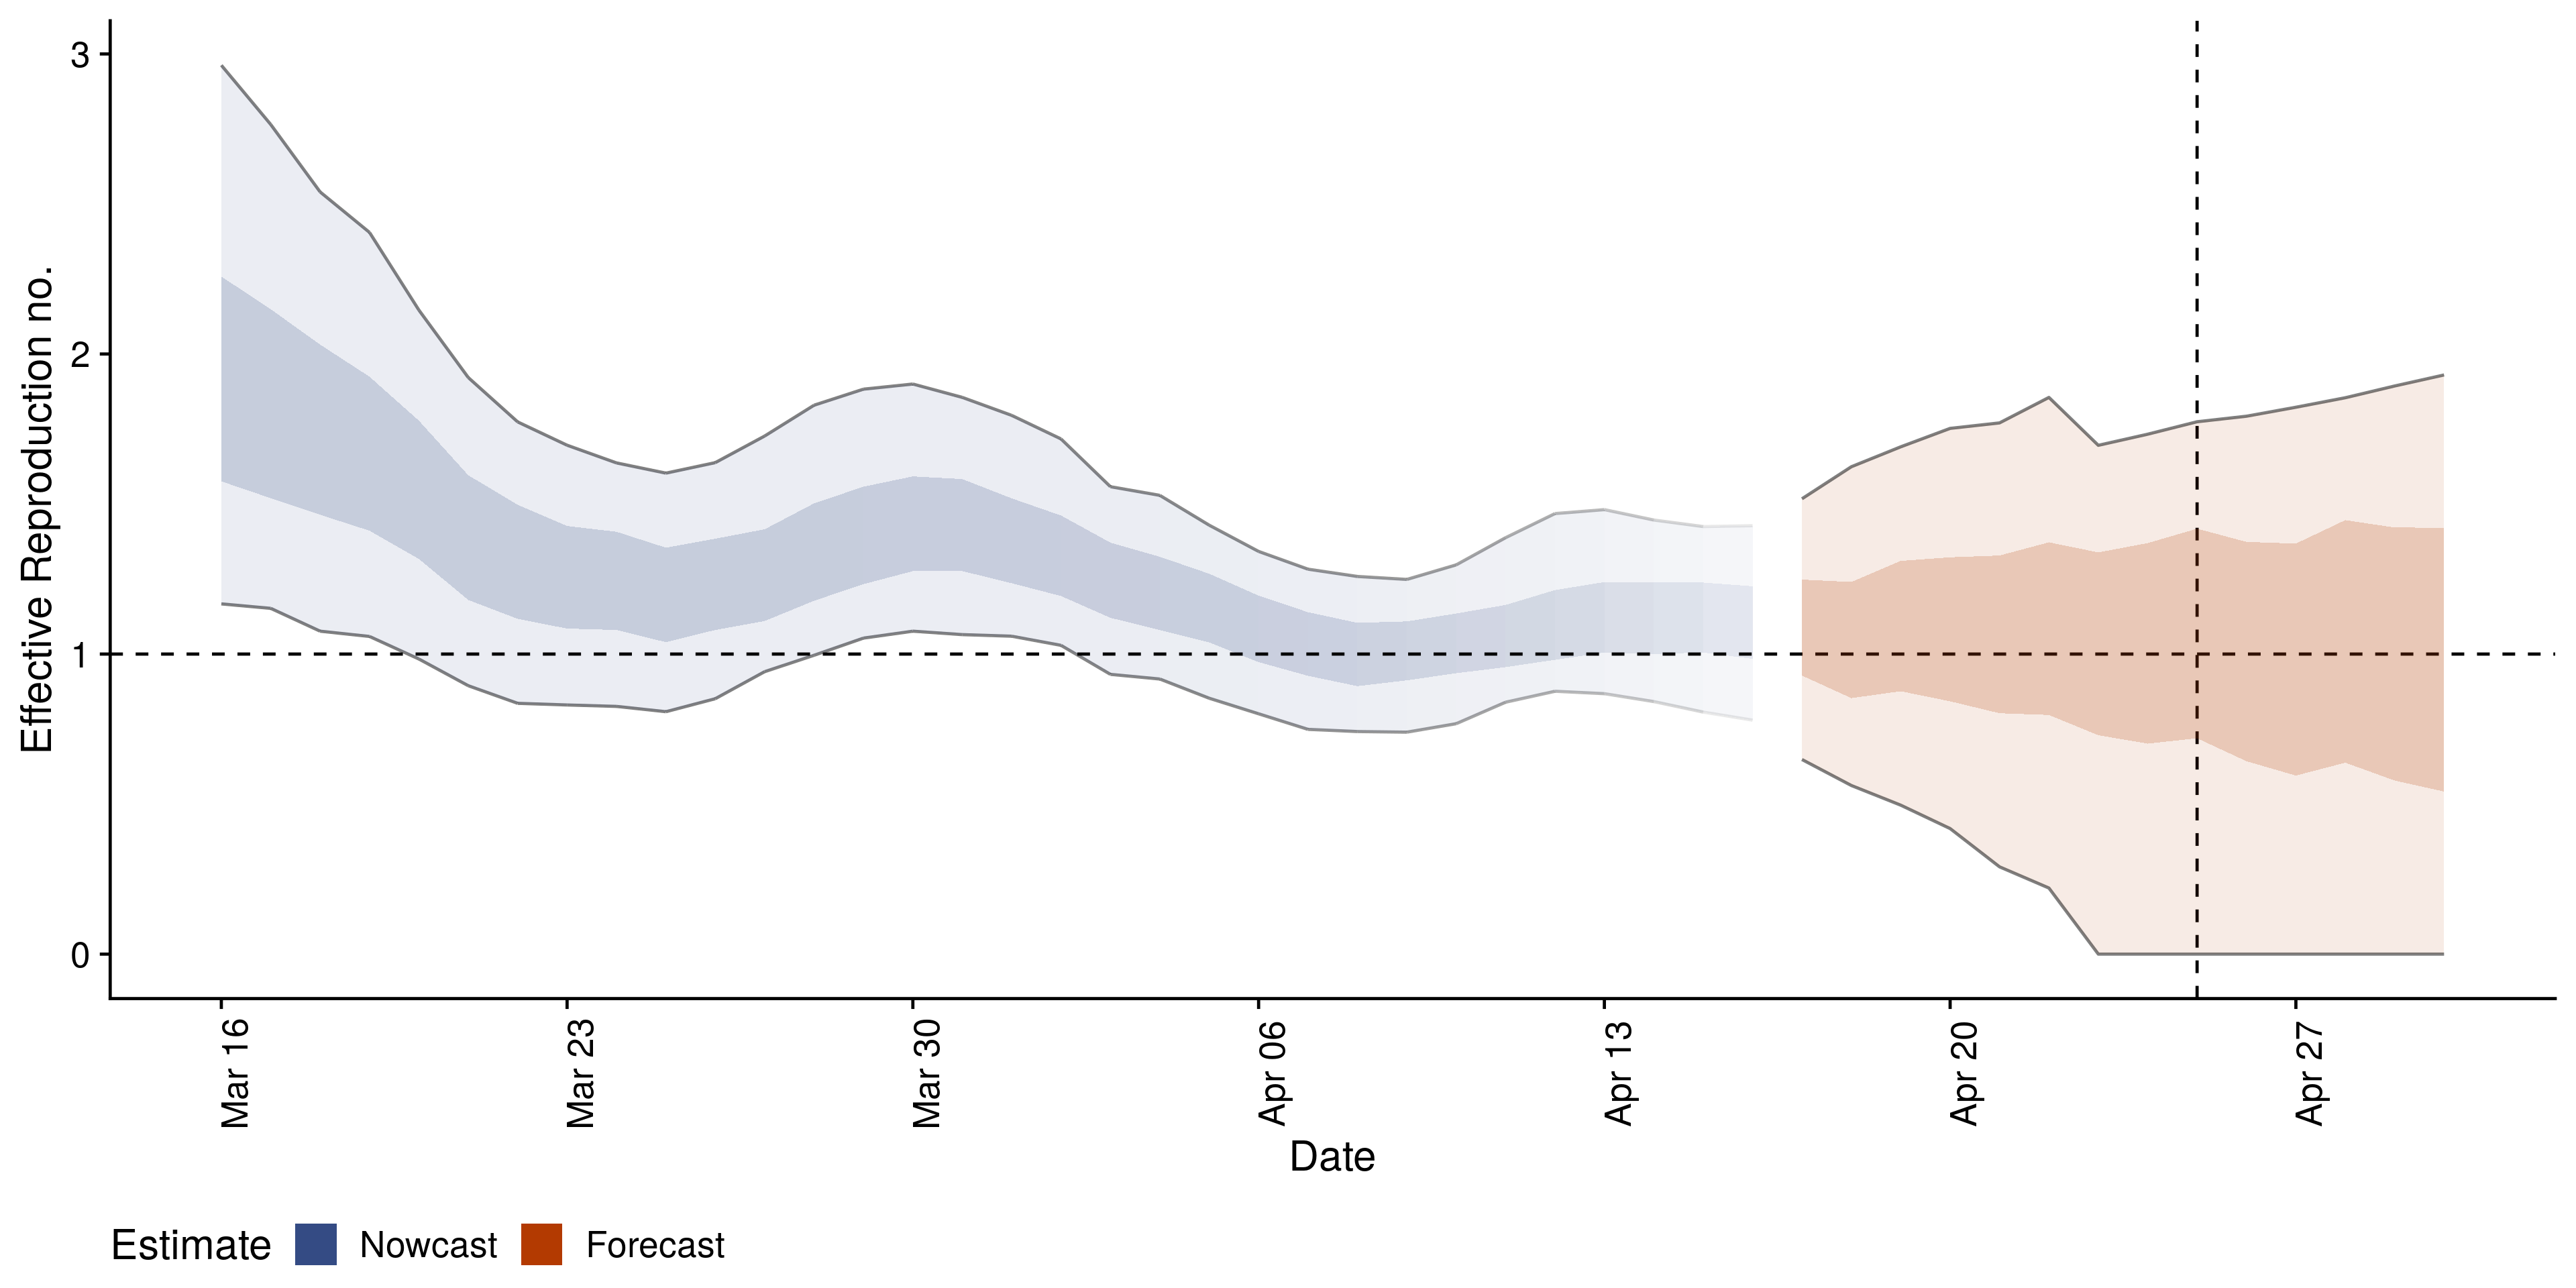 Effective Reproduction no.
3
2
1
0
Mar 16
Mar 23
Mar 30
Apr 06
Apr 13
Apr 20
Apr 27
Date
Estimate Nowcast Forecast